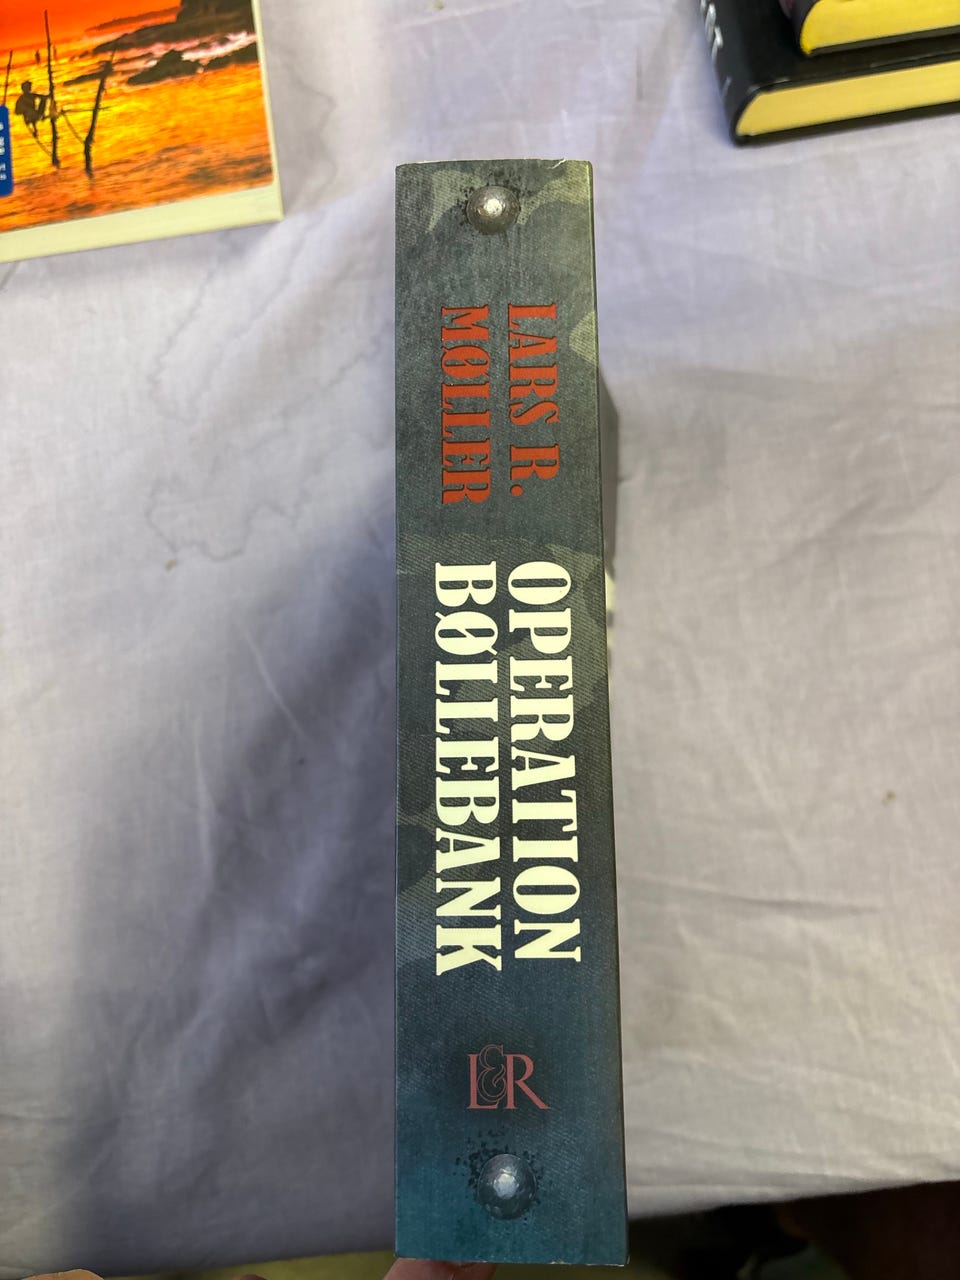 LARS R.
MØLLER
OPERATION
BØLLEBANK
L&R